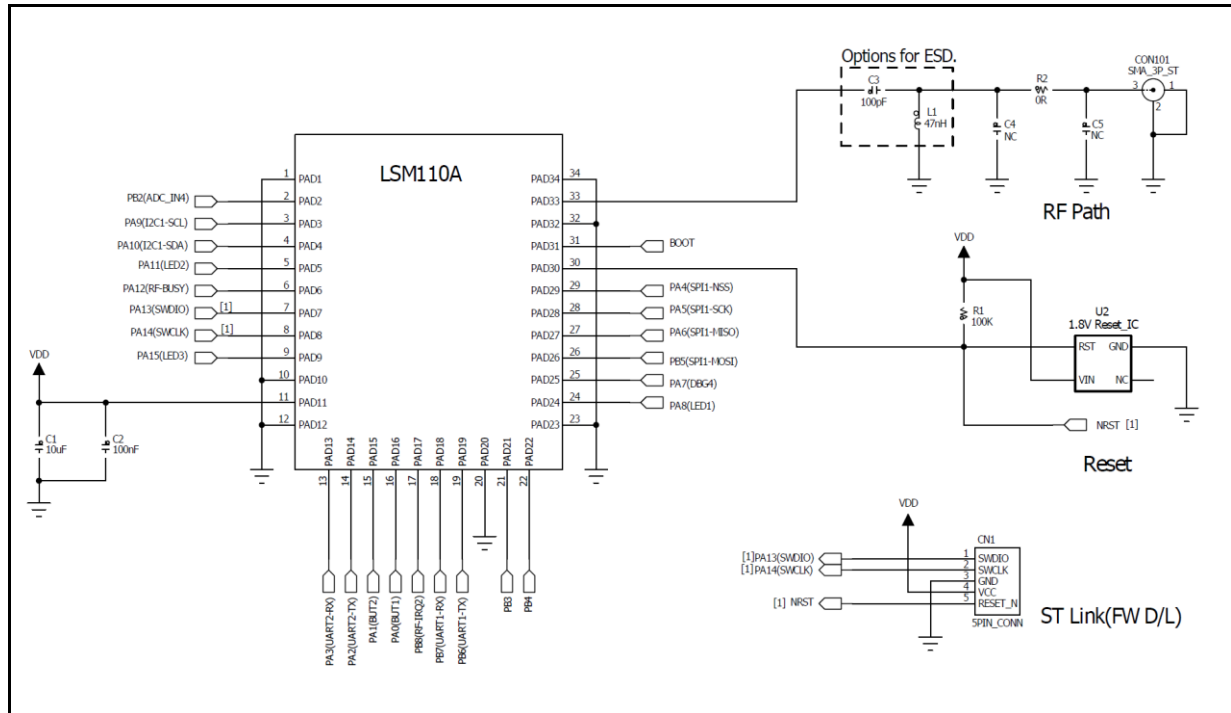 Options for ESD.
C3
100pF
L1
47nH
C4
NC
R2
0R
C5
NC
CON101
SMA_3P_ST
3
1
2
RF Path
LSM110A
1 PAD1
PB2(ADC_IN4) 2 PAD2
PA9(I2C1-SCL) 3 PAD3
PA10(I2C1-SDA) 4 PAD4
PA11(LED2) 5 PAD5
PA12(RF-BUSY) 6 PAD6
PA13(SWDIO) [1] 7 PAD7
PA14(SWCLK) [1] 8 PAD8
PA15(LED3) 9 PAD9
10 PAD10
11 PAD11
12 PAD12
PAD34 34
PAD33 33
PAD32 32
PAD31 31 BOOT
PAD30 30
PAD29 29 PA4(SPI1-NSS)
PAD28 28 PA5(SPI1-SCK)
PAD27 27 PA6(SPI1-MISO)
PAD26 26 PB5(SPI1-MOSI)
PAD25 25 PA7(DBG4)
PAD24 24 PA8(LED1)
PAD23 23
VDD
C1
10uF
C2
100nF
PAD13 13 PA3(UART2-RX)
PAD14 14 PA2(UART2-TX)
PAD15 15 PA1(BUT2)
PAD16 16 PA0(BUT1)
PAD17 17 PB8(RF-IRQ2)
PAD18 18 PB7(UART1-RX)
PAD19 19 PB6(UART1-TX)
PAD20 20
PAD21 21 PB3
PAD22 22 PB4
VDD
R1
100K
U2
1.8V Reset_IC
RST GND
VIN NC
NRST [1]
Reset
VDD
CN1
[1]PA13(SWDIO) 1 SWDIO
[1]PA14(SWCLK) 2 SWCLK
3 GND
4 VCC
[1] NRST 5 RESET_N
5PIN_CONN
ST Link(FW D/L)